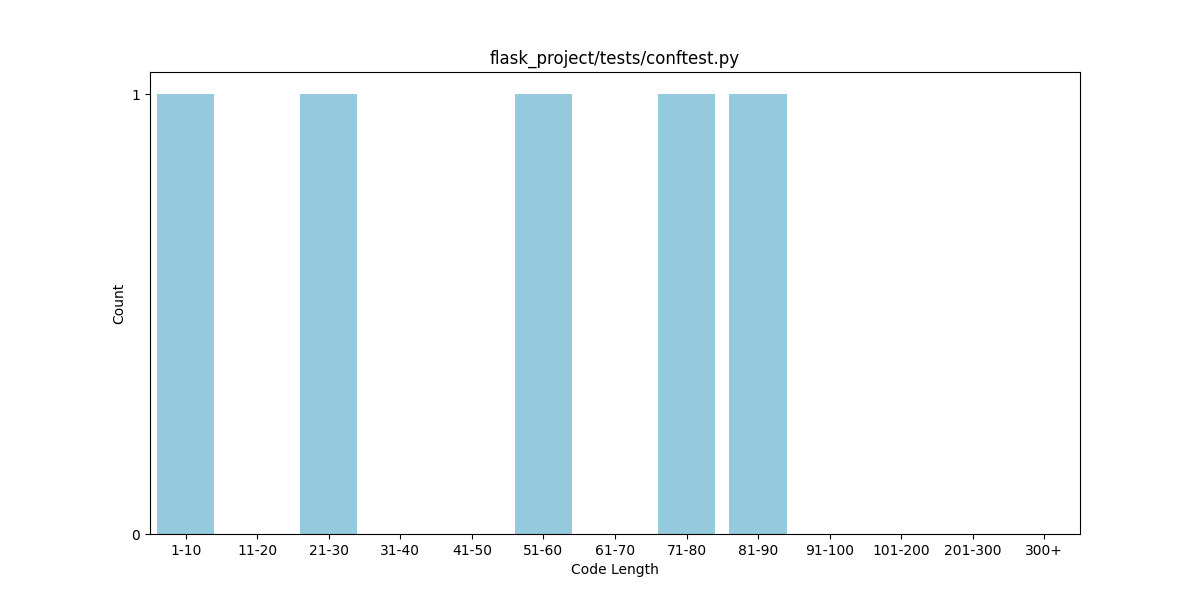 flask_project/tests/conftest.py
1
Count
0
1-10 11-20 21-30 31-40 41-50 51-60 61-70 71-80 81-90 91-100 101-200 201-300 300+
Code Length